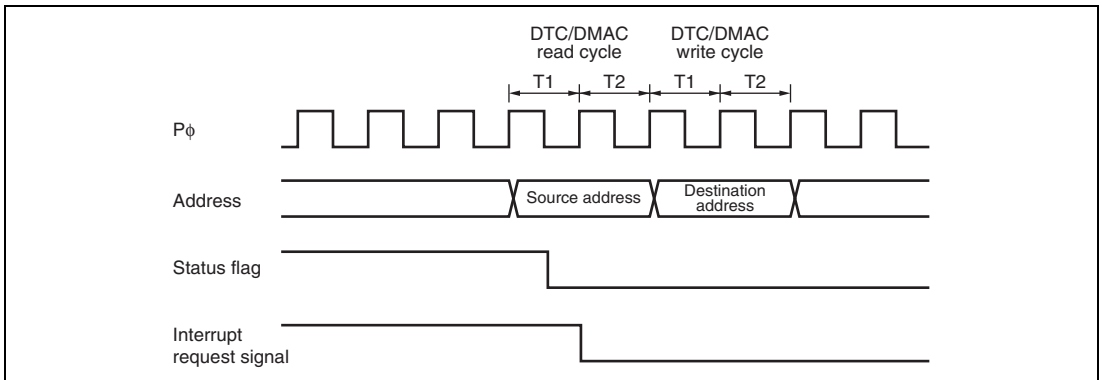 DTC/DMAC DTC/DMAC
read cycle write cycle
T1 T2 T1 T2
Pϕ
Address Source address Destination
address
Status flag
Interrupt
request signal